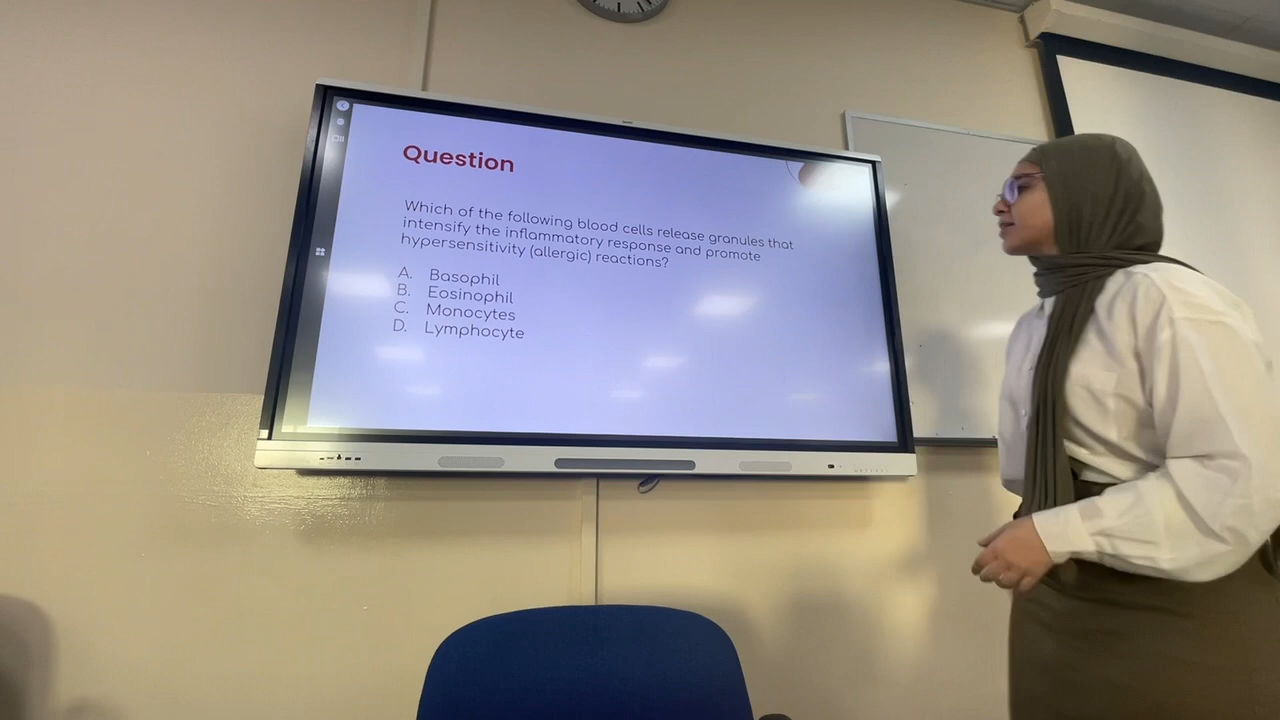 Question
Which of the following blood cells release granules that
intensify the inflammatory response and promote
hypersensitivity (allergic) reactions?
A. Basophil
B. Eosinophil
C. Monocytes
D. Lymphocyte